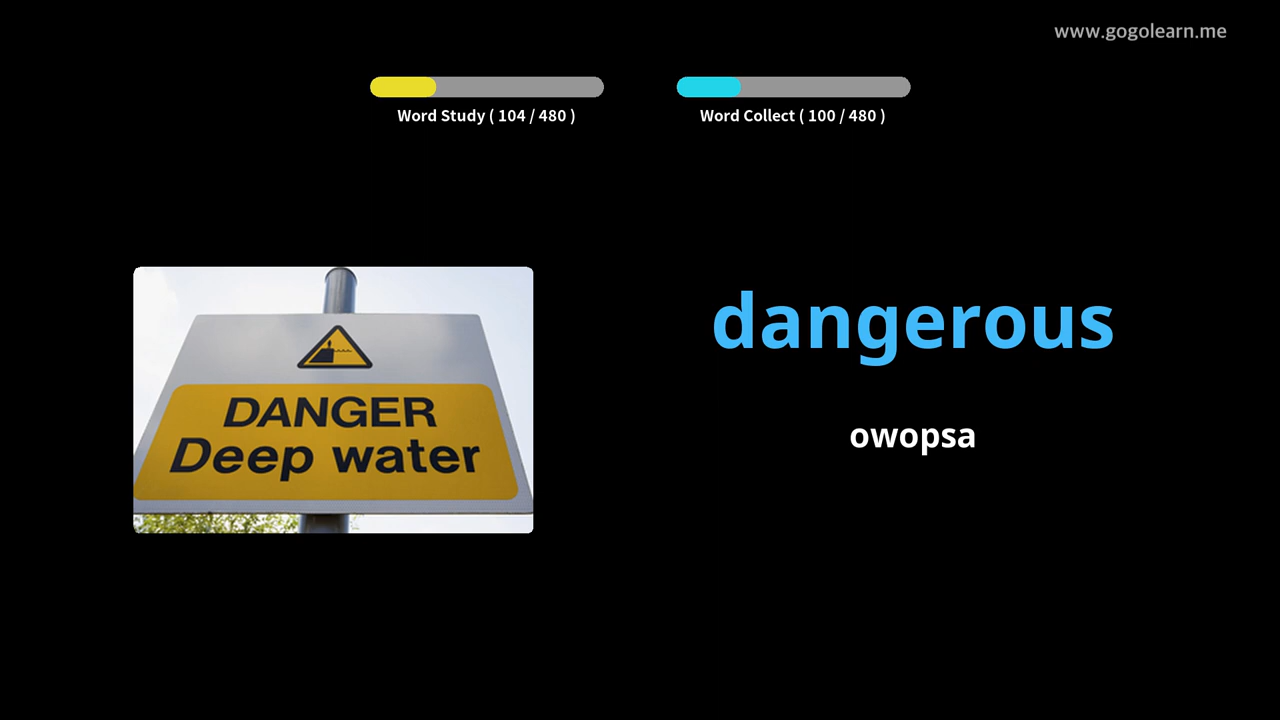 www.gogolearn.me
Word Study ( 104 / 480 )
Word Collect ( 100 / 480 )
DANGER
Deep water
dangerous
owopsa